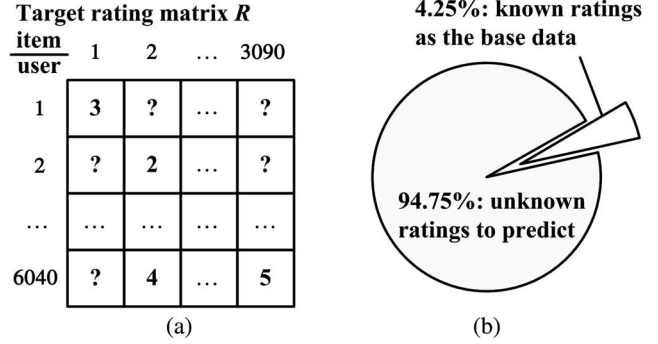 Target rating matrix R
item
user
1 2 ... 3090
1 3 ? ... ?
2 ? 2 ... ?
... ... ... ... ...
6040 ? 4 ... 5
(a)
4.25%: known ratings
as the base data
94.75%: unknown
ratings to predict
(b)